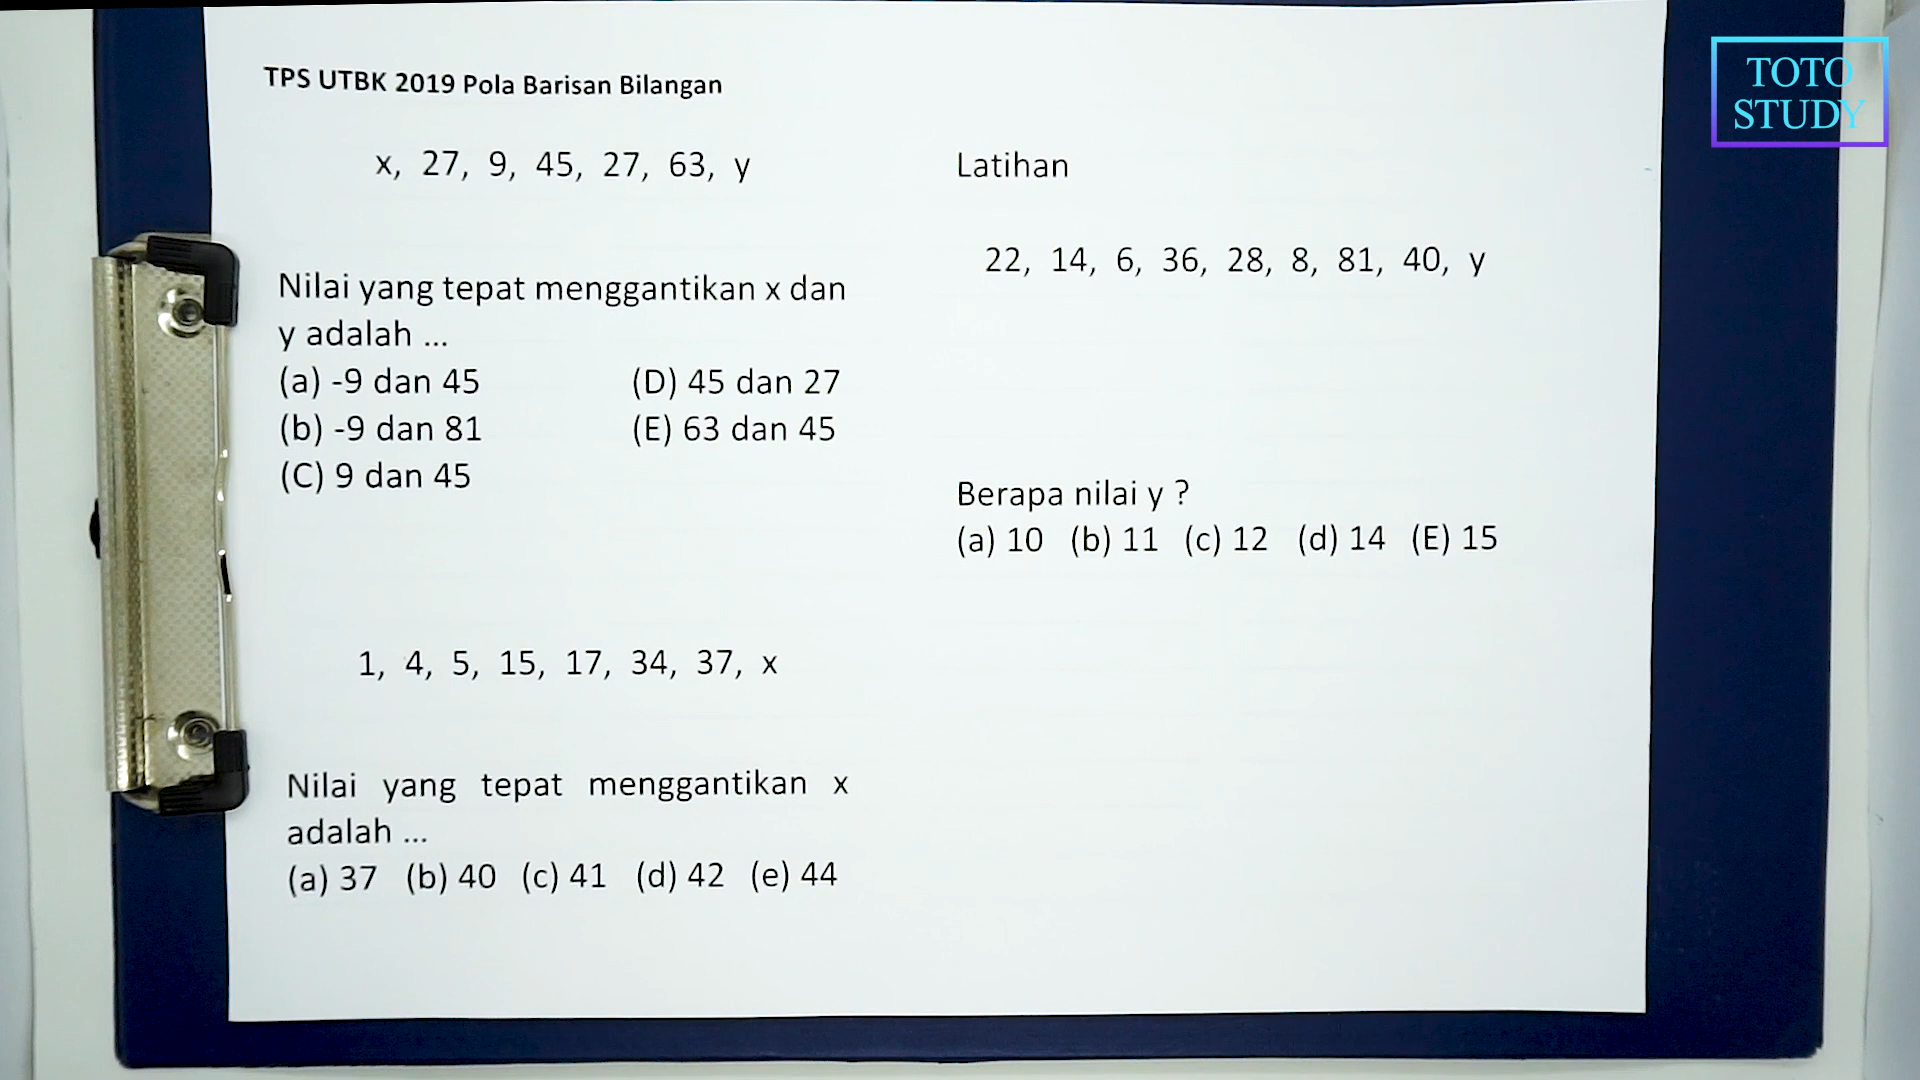 TPS UTBK 2019 Pola Barisan Bilangan
x, 27, 9, 45, 27, 63, y
Nilai yang tepat menggantikan x dan
y adalah ...
(a) -9 dan 45 (D) 45 dan 27
(b) -9 dan 81 (E) 63 dan 45
(C) 9 dan 45
1, 4, 5, 15, 17, 34, 37, x
Nilai yang tepat menggantikan x
adalah ...
(a) 37 (b) 40 (c) 41 (d) 42 (e) 44
Latihan
22, 14, 6, 36, 28, 8, 81, 40, y
Berapa nilai y ?
(a) 10 (b) 11 (c) 12 (d) 14 (E) 15
TOTO
STUDY